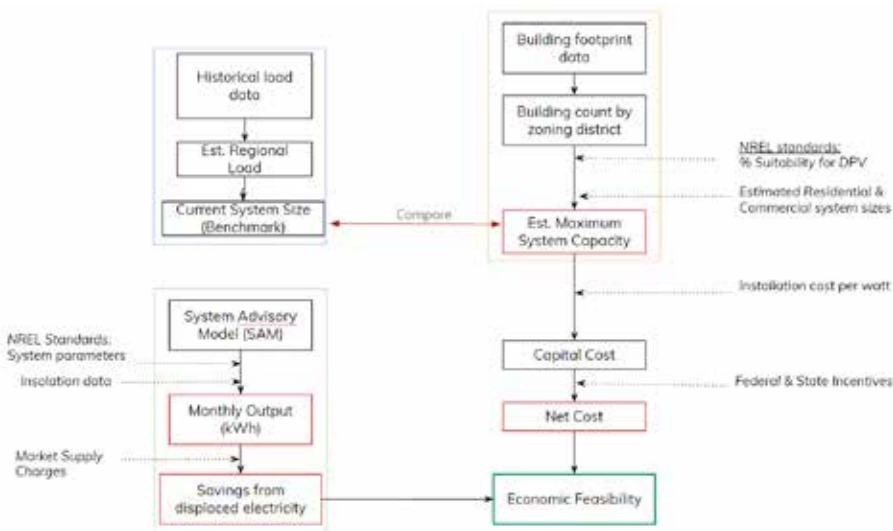 Historical load
data
Est. Regional
Load
Current System Size
(Benchmark)
Compare
Building footprint
data
Building count by
zoning district
NREL standards:
% Suitability for DPV
Estimated Residential &
Commercial system sizes
Est. Maximum
System Capacity
Installation cost per watt
Capital Cost
Federal & State Incentives
Net Cost
Economic Feasibility
System Advisory
Model (SAM)
NREL Standards:
System parameters
Insolation data
Monthly Output
(kWh)
Market Supply
Charges
Savings from
displaced electricity